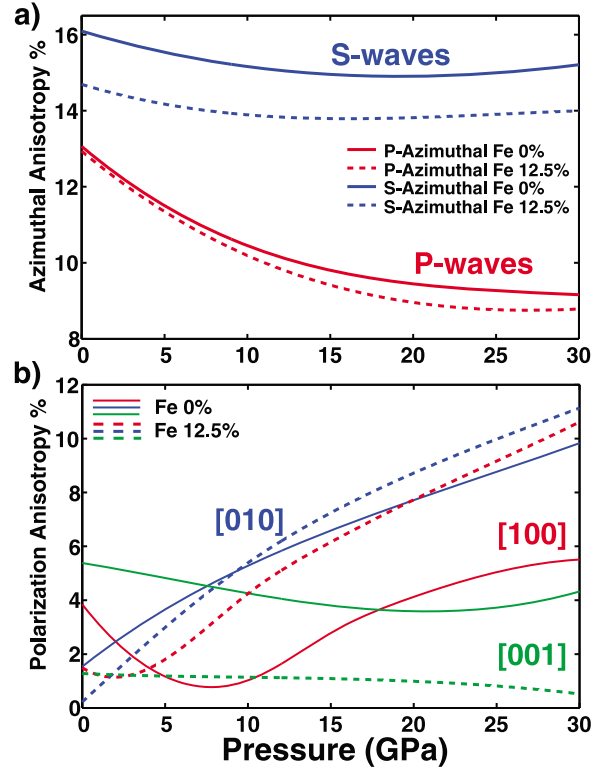 a)
16
14
12
10
8
Azimuthal Anisotropy %
S-waves
P-Azimuthal Fe 0%
P-Azimuthal Fe 12.5%
S-Azimuthal Fe 0%
S-Azimuthal Fe 12.5%
P-waves
0 5 10 15 20 25 30
b)
12
10
8
6
4
2
0
Polarization Anisotropy %
Fe 0%
Fe 12.5%
[010]
[100]
[001]
0 5 10 15 20 25 30
Pressure (GPa)